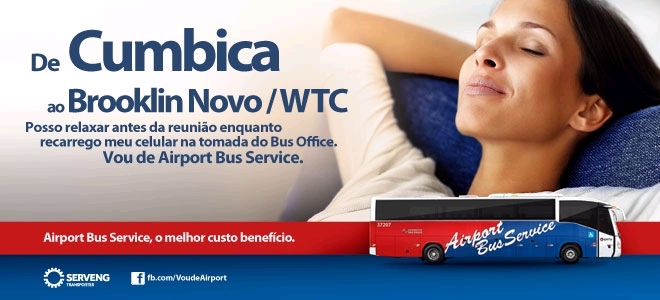 De Cumbica
ao Brooklin Novo / WTC
Posso relaxar antes da reunião enquanto
recarrego meu celular na tomada do Bus Office.
Vou de Airport Bus Service.
37207
Airport
Bus Service
Airport Bus Service, o melhor custo benefício.
SERVENG
TRANSPORTES
f fb.com/VoudeAirport